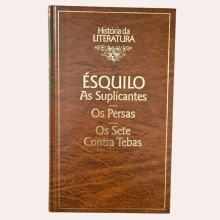 História da
LITERATURA
ÉSQUILO
As Suplicantes
Os Persas
Os Sete
Contra Tebas